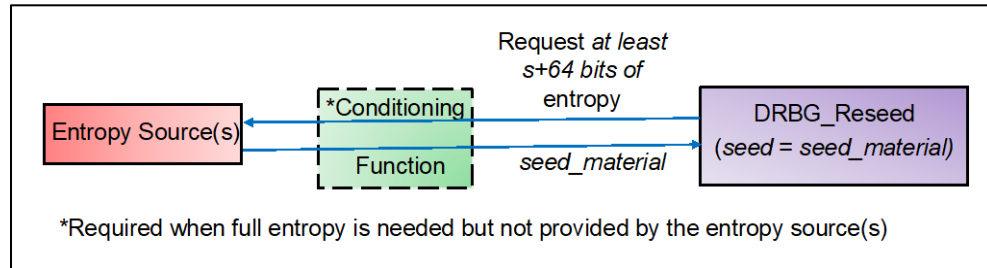 Request at least
s+64 bits of
entropy
*Conditioning
Function
Entropy Source(s)
seed_material
DRBG_Reseed
(seed = seed_material)
*Required when full entropy is needed but not provided by the entropy source(s)